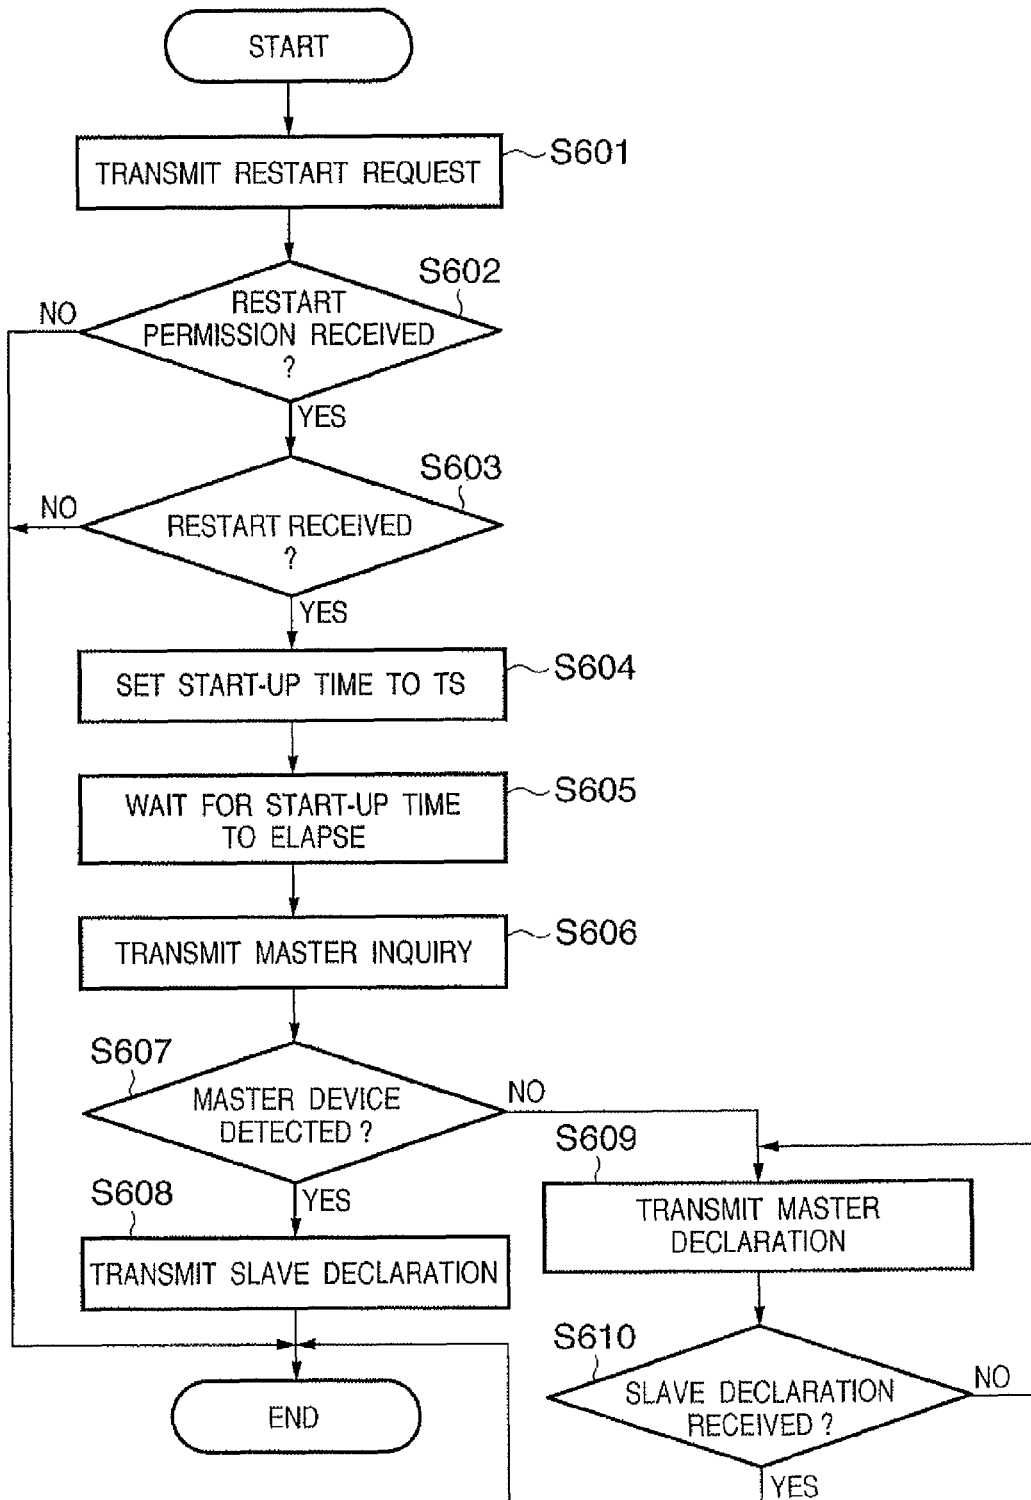 START
TRANSMIT RESTART REQUEST
S601
S602
RESTART
PERMISSION RECEIVED
?
NO
YES
S603
RESTART RECEIVED
?
NO
YES
SET START-UP TIME TO TS
S604
WAIT FOR START-UP TIME
TO ELAPSE
S605
TRANSMIT MASTER INQUIRY
S606
S607
MASTER DEVICE
DETECTED ?
NO
YES
S608
TRANSMIT SLAVE DECLARATION
S609
TRANSMIT MASTER
DECLARATION
S610
SLAVE DECLARATION
RECEIVED ?
NO
YES
END